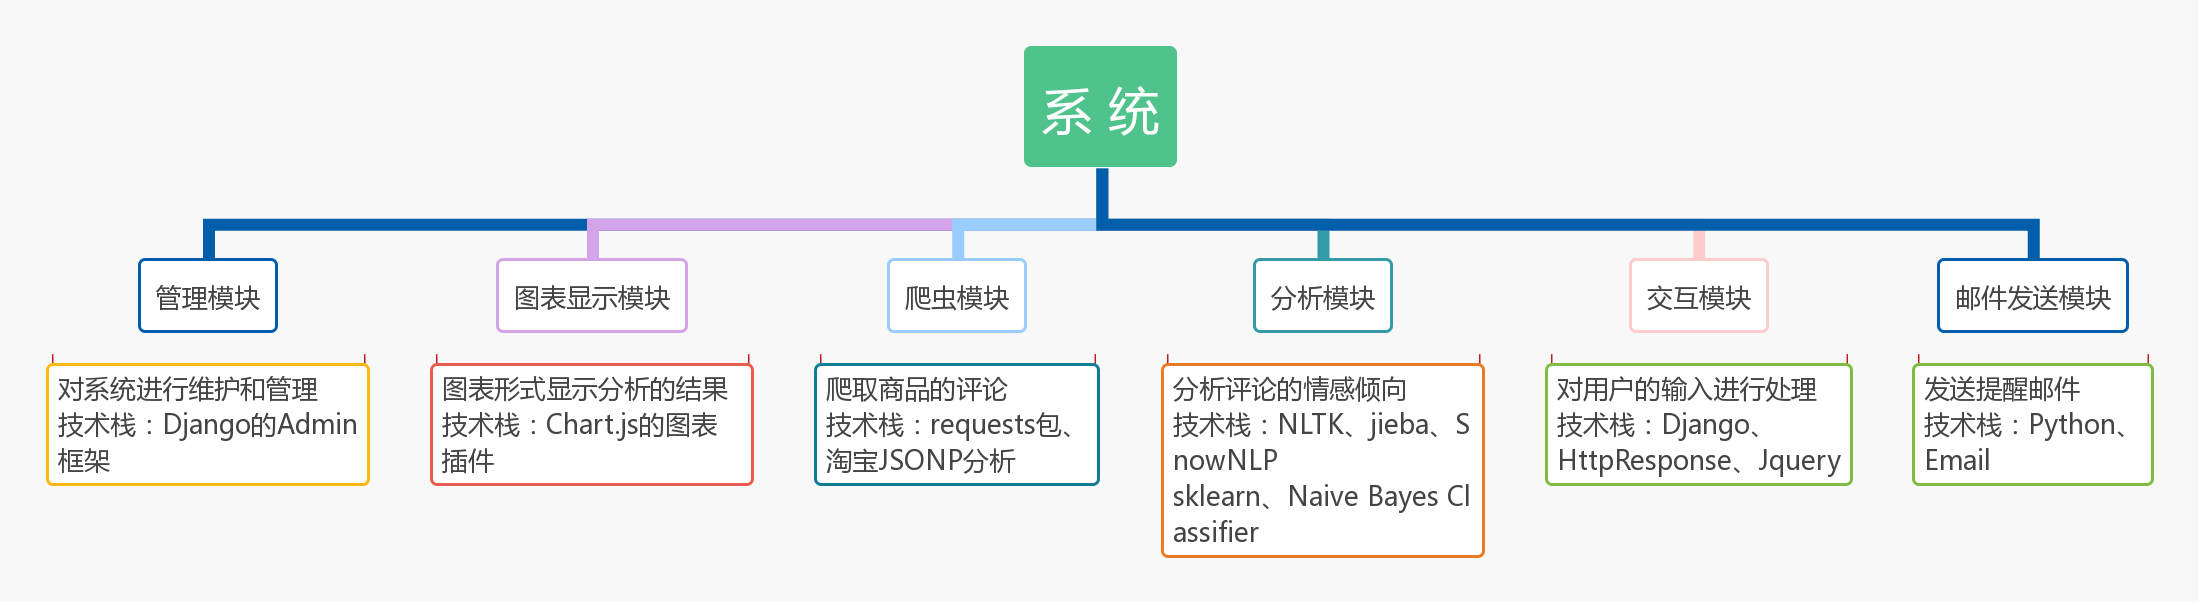 系 统
管理模块
图表显示模块
爬虫模块
分析模块
交互模块
邮件发送模块
对系统进行维护和管理
技术栈：Django的Admin
框架
图表形式显示分析的结果
技术栈：Chart.js的图表
插件
爬取商品的评论
技术栈：requests包、
淘宝JSONP分析
分析评论的情感倾向
技术栈：NLTK、jieba、S
nowNLP
sklearn、Naive Bayes Cl
assifier
对用户的输入进行处理
技术栈：Django、
HttpResponse、Jquery
发送提醒邮件
技术栈：Python、
Email